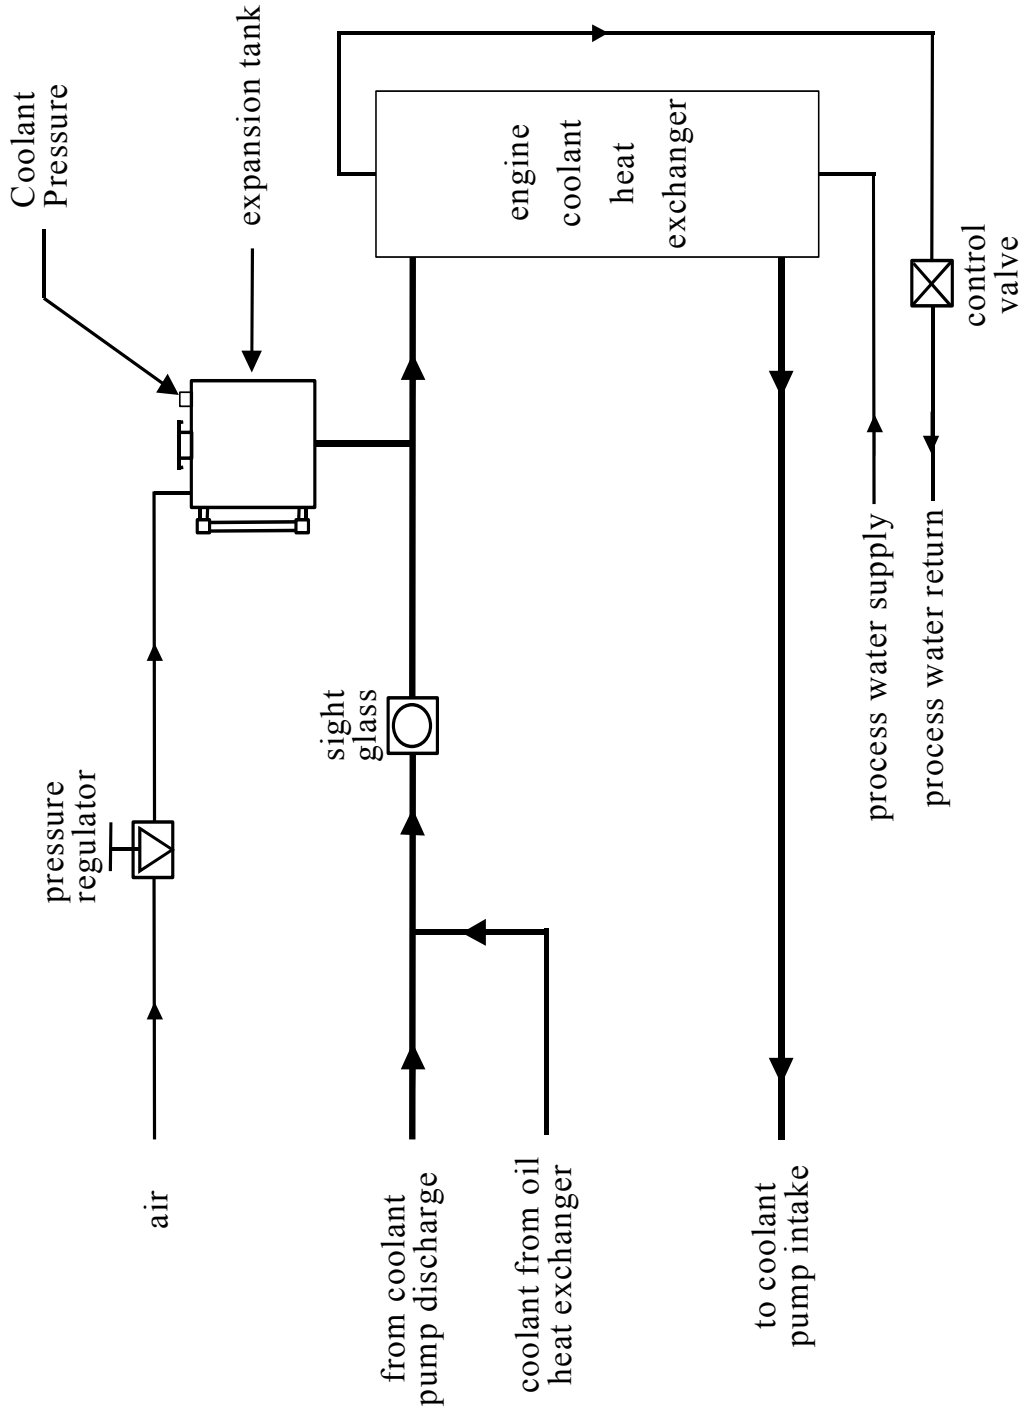 Coolant
Pressure
expansion tank
pressure
regulator
air
sight
glass
engine
coolant
heat
exchanger
from coolant
pump discharge
coolant from oil
heat exchanger
to coolant
pump intake
process water supply
process water return
control
valve